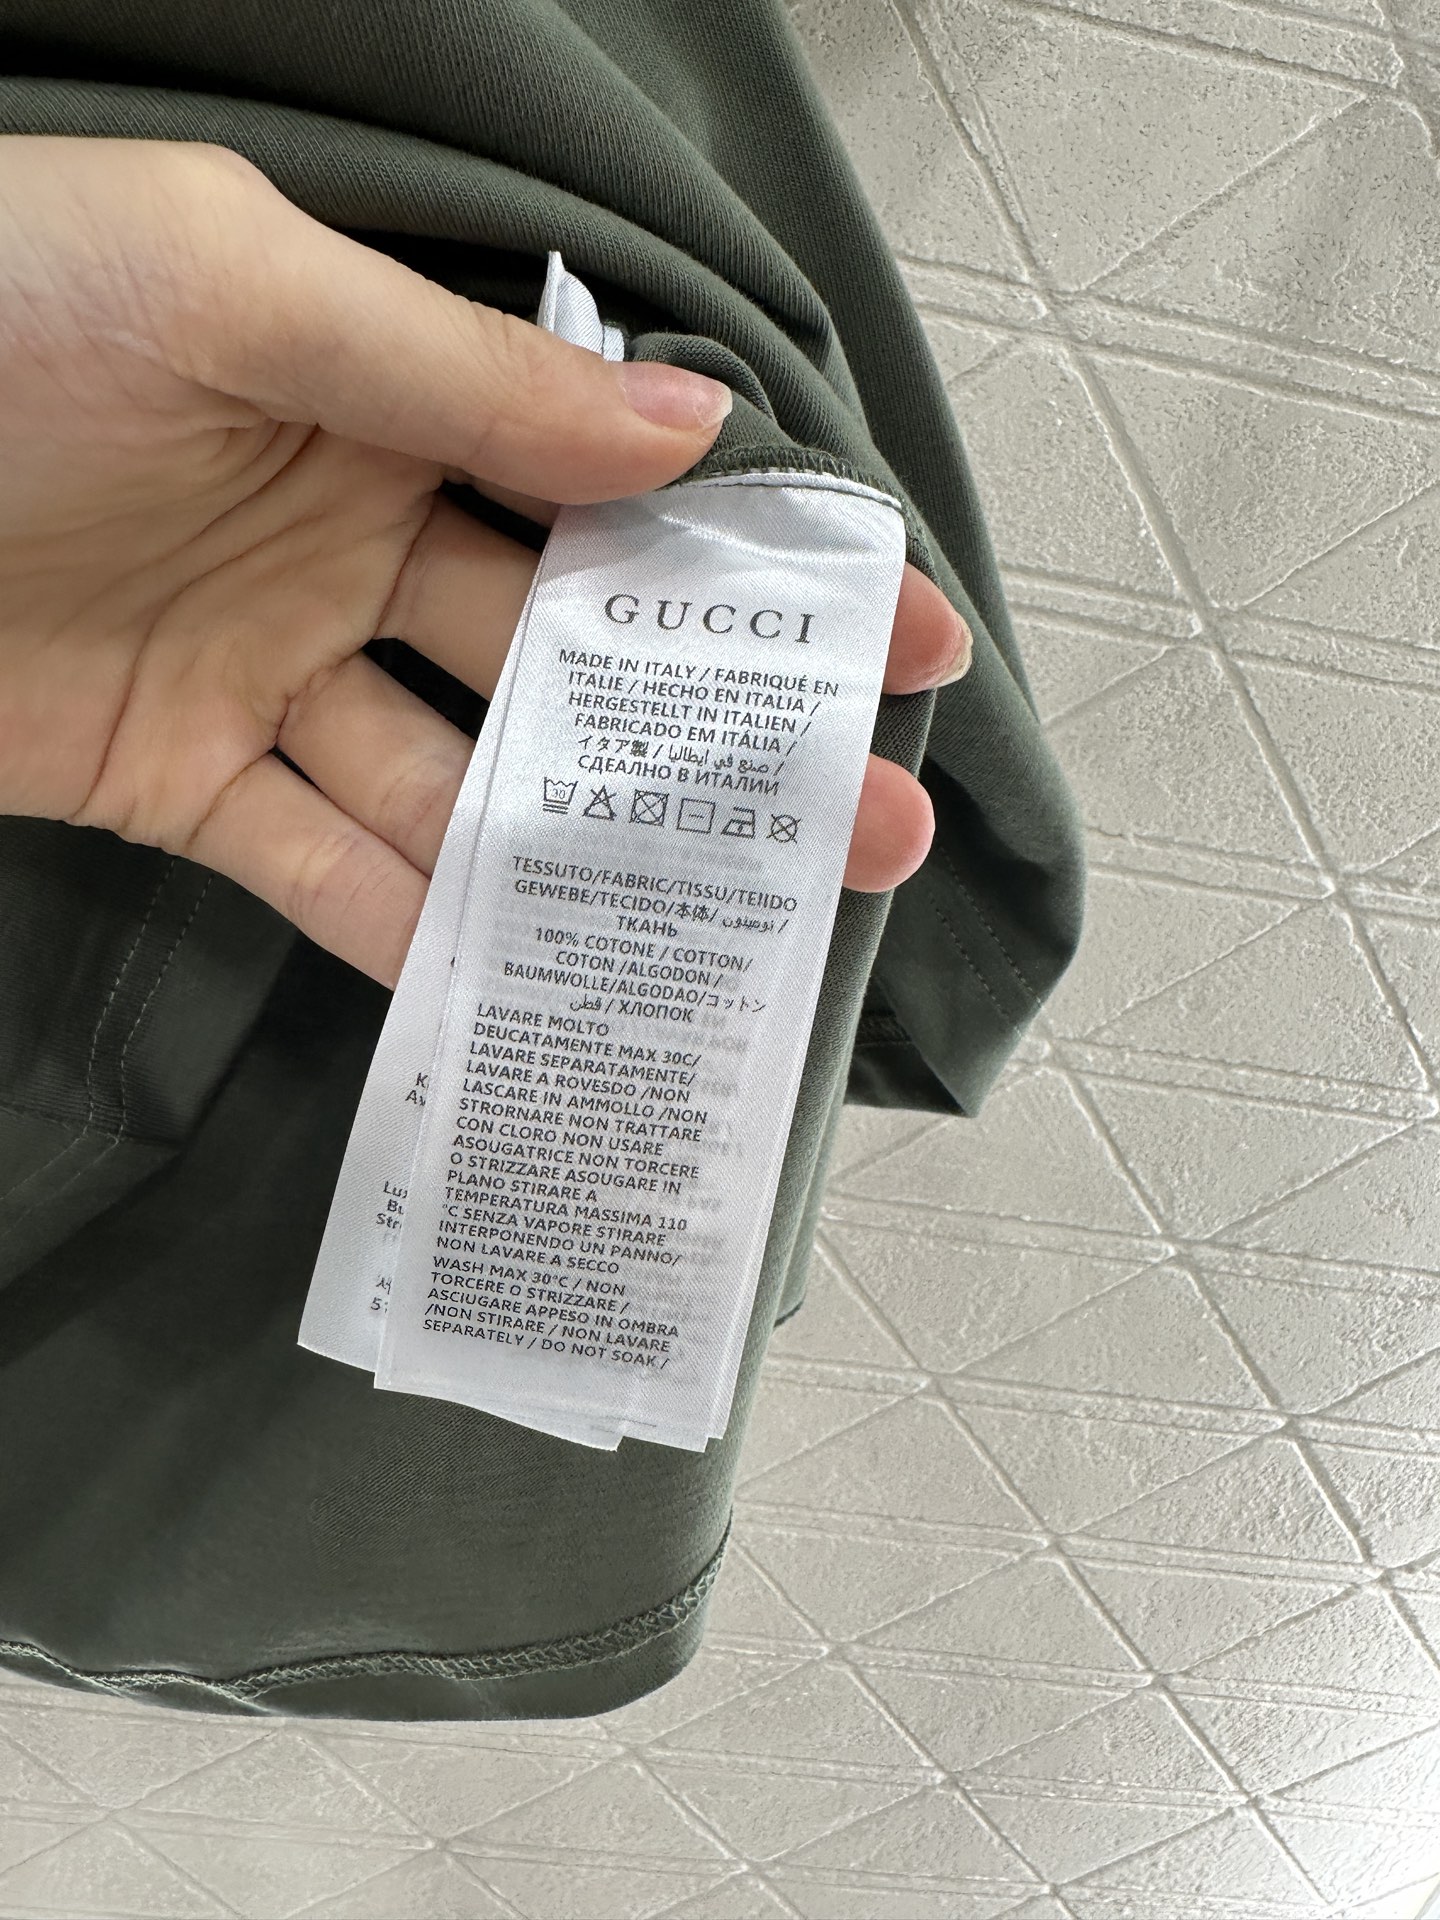 GUCCI
MADE IN ITALY / FABRIQUÉ EN
ITALIE / HECHO EN ITALIA /
HERGESTELLT IN ITALIEN /
FABRICADO EM ITÁLIA /
イタア製 / صنع في ايطاليا /
СДЕАЛНО В ИТАЛИИ
30
TESSUTO/FABRIC/TISSU/TEIIDO
GEWEBE/TECIDO/本体/ /
ТКАНЬ
100% COTONE / COTTON/
COTON /ALGODON /
BAUMWOLLE/ALGODAO/コットン
قطن / ХЛОПОК
LAVARE MOLTO
DEUCATAMENTE MAX 30C/
LAVARE SEPARATAMENTE/
LAVARE A ROVESDO /NON
LASCARE IN AMMOLLO /NON
STRORNARE NON TRATTARE
CON CLORO NON USARE
ASOUGATRICE NON TORCERE
O STRIZZARE ASOUGARE IN
PLANO STIRARE A
TEMPERATURA MASSIMA 110
°C SENZA VAPORE STIRARE
INTERPONENDO UN PANNO/
NON LAVARE A SECCO
WASH MAX 30°C / NON
TORCERE O STRIZZARE /
ASCIUGARE APPESO IN OMBRA
/NON STIRARE / NON LAVARE
SEPARATELY / DO NOT SOAK /